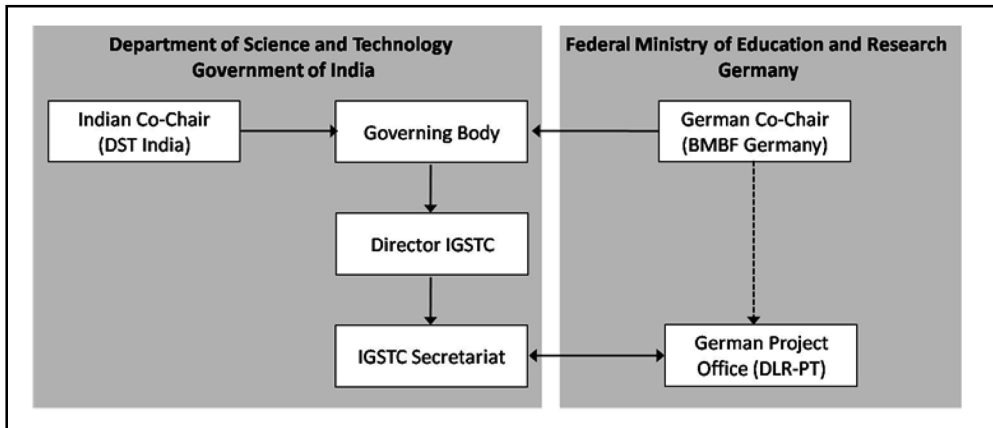 Department of Science and Technology
Government of India
Federal Ministry of Education and Research
Germany
Indian Co-Chair
(DST India)
Governing Body
German Co-Chair
(BMBF Germany)
Director IGSTC
IGSTC Secretariat
German Project
Office (DLR-PT)